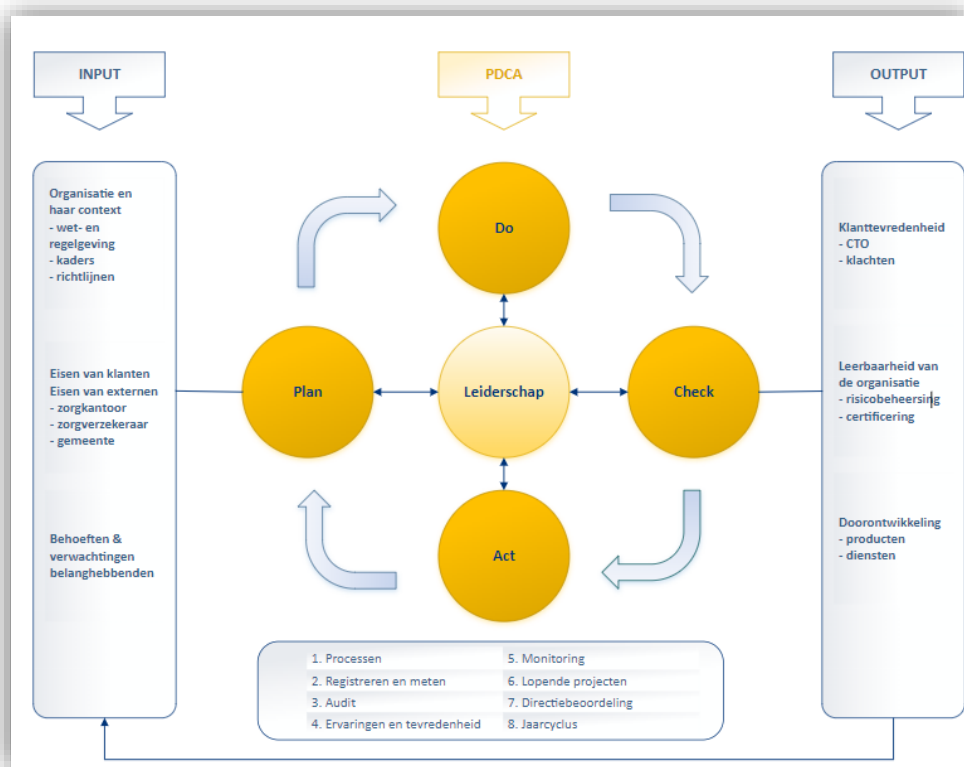 INPUT
PDCA
OUTPUT
Organisatie en
haar context
- wet- en
regelgeving
- kaders
- richtlijnen
Eisen van klanten
Eisen van externen
- zorgkantoor
- zorgverzekeraar
- gemeente
Behoeften &
verwachtingen
belanghebbenden
Do
Plan
Leiderschap
Check
Act
Klanttevredenheid
- CTO
- klachten
Leerbaarheid van
de organisatie
- risicobeheersing
- certificering
Doorontwikkeling
- producten
- diensten
1. Processen
2. Registreren en meten
3. Audit
4. Ervaringen en tevredenheid
5. Monitoring
6. Lopende projecten
7. Directiebeoordeling
8. Jaarcyclus